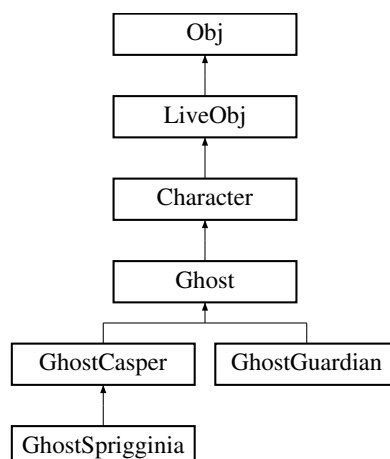 Obj
LiveObj
Character
Ghost
GhostCasper
GhostGuardian
GhostSprigginia